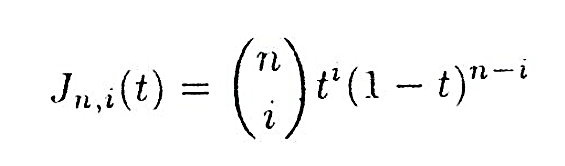 J_{n,i}(t) = \binom{n}{i} t^i (1 - t)^{n-i}